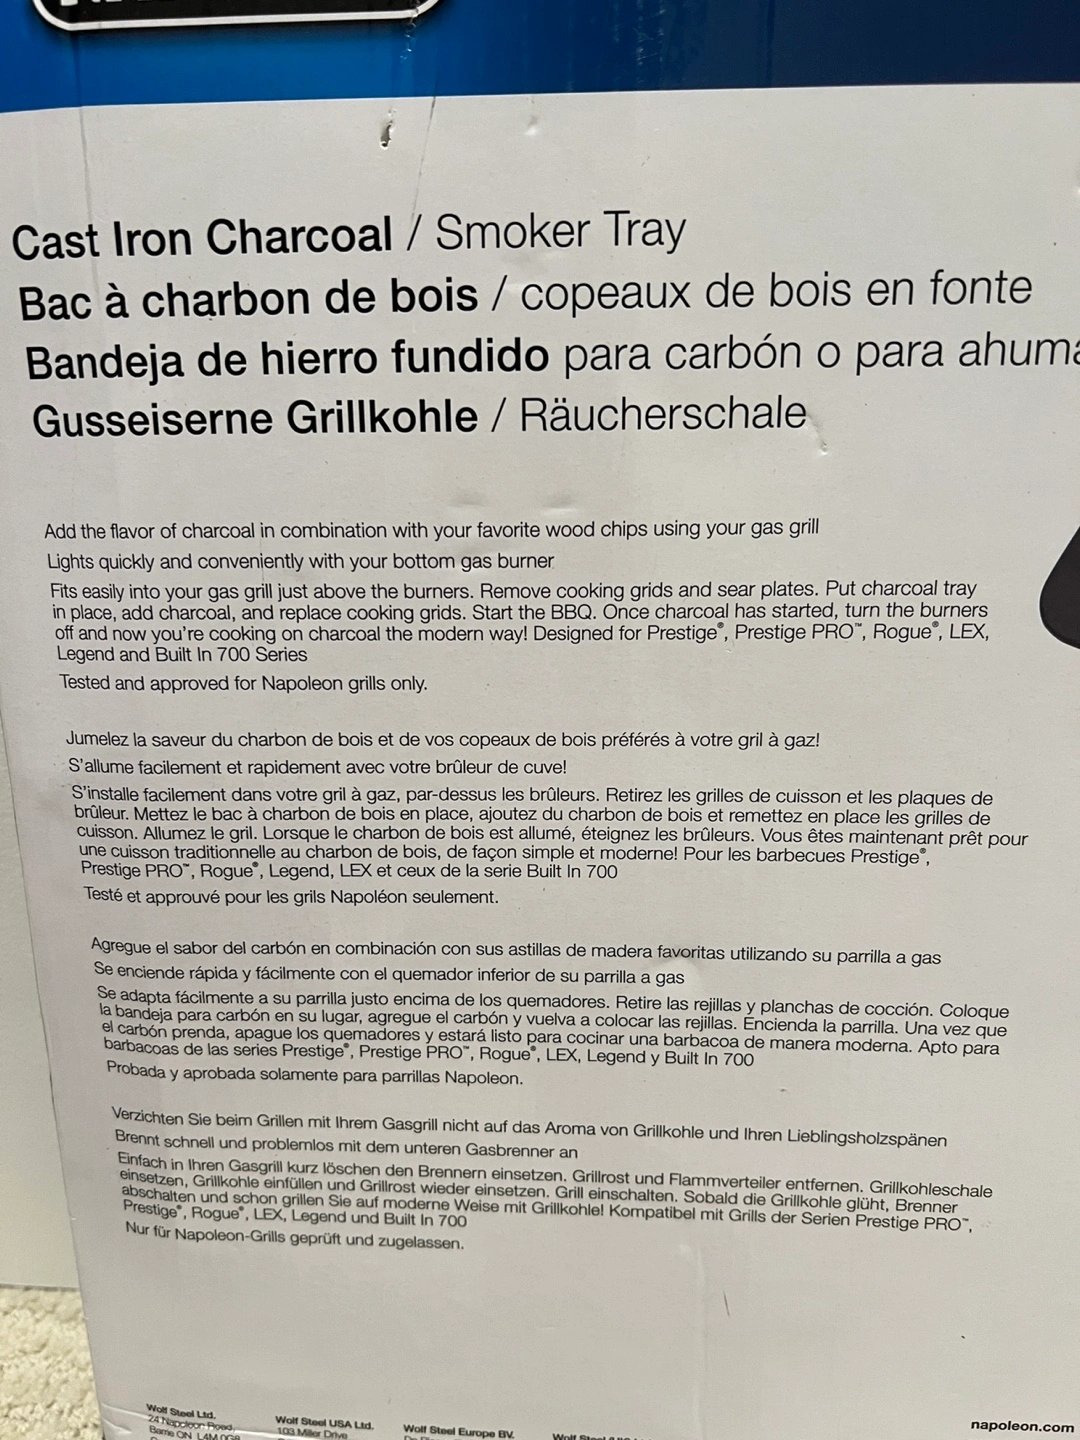 Cast Iron Charcoal / Smoker Tray
Bac à charbon de bois / copeaux de bois en fonte
Bandeja de hierro fundido para carbón o para
Gusseiserne Grillkohle / Räucherschale
Add the flavor of charcoal in combination with your favorite wood chips using your gas grill
Lights quickly and conveniently with your bottom gas burner
Fits easily into your gas grill just above the burners. Remove cooking grids and sear plates. Put charcoal tray
in place, add charcoal, and replace cooking grids. Start the BBQ. Once charcoal has started, turn the burners
off and now you're cooking on charcoal the modern way! Designed for Prestige®, Prestige PRO™, Rogue®, LEX,
Legend and Built In 700 Series
Tested and approved for Napoleon grills only.
Jumelez la saveur du charbon de bois et de vos copeaux de bois préférés à votre gril à gaz!
S'allume facilement et rapidement avec votre brûleur de cuve!
S'installe facilement dans votre gril à gaz, par-dessus les brûleurs. Retirez les grilles de cuisson et les plaques de
brûleur. Mettez le bac à charbon de bois en place, ajoutez du charbon de bois et remettez en place les grilles de
cuisson. Allumez le gril. Lorsque le charbon de bois est allumé, éteignez les brûleurs. Vous êtes maintenant prêt pour
une cuisson traditionnelle au charbon de bois, de façon simple et moderne! Pour les barbecues Prestige®,
Prestige PRO™, Rogue®, Legend, LEX et ceux de la serie Built In 700
Testé et approuvé pour les grils Napoléon seulement.
Agregue el sabor del carbón en combinación con sus astillas de madera favoritas utilizando su parrilla a gas
Se enciende rápida y fácilmente con el quemador inferior de su parrilla a gas
Se adapta fácilmente a su parrilla justo encima de los quemadores. Retire las rejillas y planchas de cocción. Coloque
la bandeja para carbón en su lugar, agregue el carbón y vuelva a colocar las rejillas. Encienda la parrilla. Una vez que
el carbón prenda, apague los quemadores y estará listo para cocinar una barbacoa de manera moderna. Apto para
barbacoas de las series Prestige®, Prestige PRO™, Rogue®, LEX, Legend y Built In 700
Probada y aprobada solamente para parrillas Napoleon.
Verzichten Sie beim Grillen mit Ihrem Gasgrill nicht auf das Aroma von Grillkohle und Ihren Lieblingsholzspänen
Brennt schnell und problemlos mit dem unteren Gasbrenner an
Einfach in Ihren Gasgrill kurz löschen den Brennern einsetzen. Grillrost und Flammverteiler entfernen. Grillkohleschale
einsetzen, Grillkohle einfüllen und Grillrost wieder einsetzen. Grill einschalten. Sobald die Grillkohle glüht, Brenner
abschalten und schon grillen Sie auf moderne Weise mit Grillkohle! Kompatibel mit Grills der Serien Prestige PRO™,
Prestige®, Rogue®, LEX, Legend und Built In 700
Nur für Napoleon-Grills geprüft und zugelassen.
Wolf Steel Ltd.
24 Napoleon Road,
Barrie ON L4M 0G8
Wolf Steel USA Ltd.
103 Miller Drive
Wolf Steel Europe BV.
napoleon.com